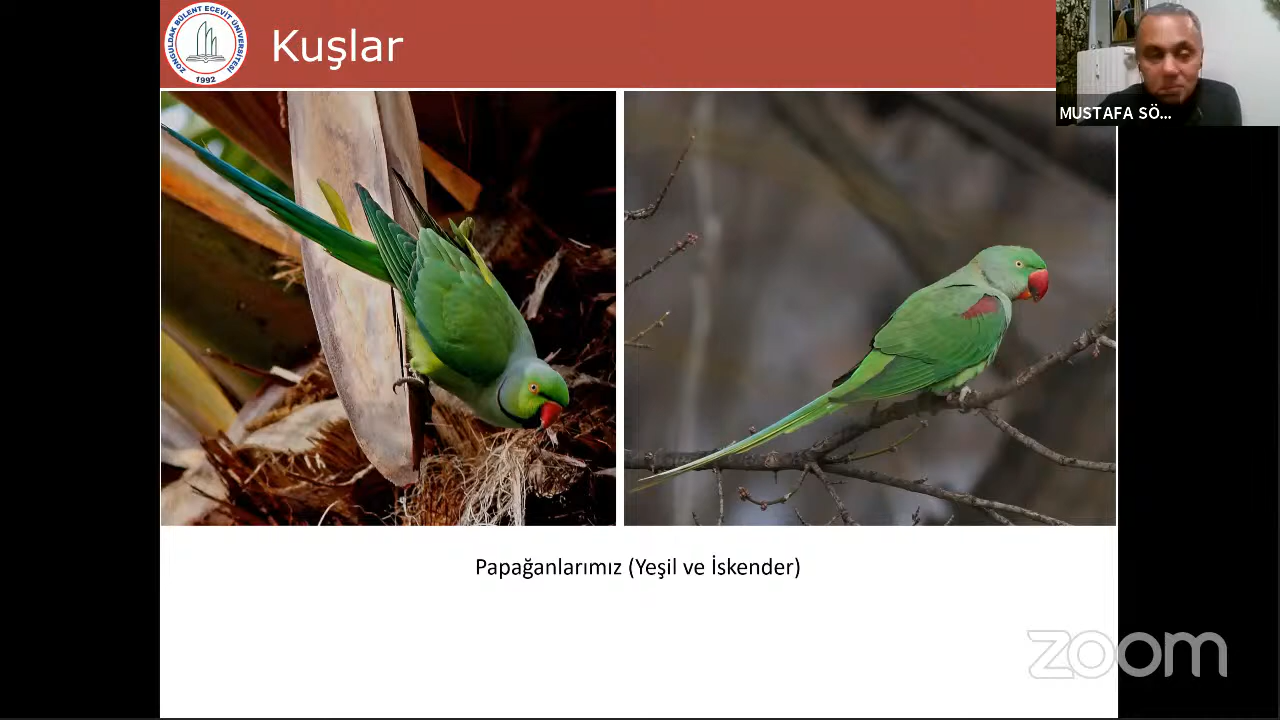 ZONGULDAK BÜLENT ECEVİT ÜNİVERSİTESİ
1992
Kuşlar
MUSTAFA SÖ...
Papağanlarımız (Yeşil ve İskender)
zoom